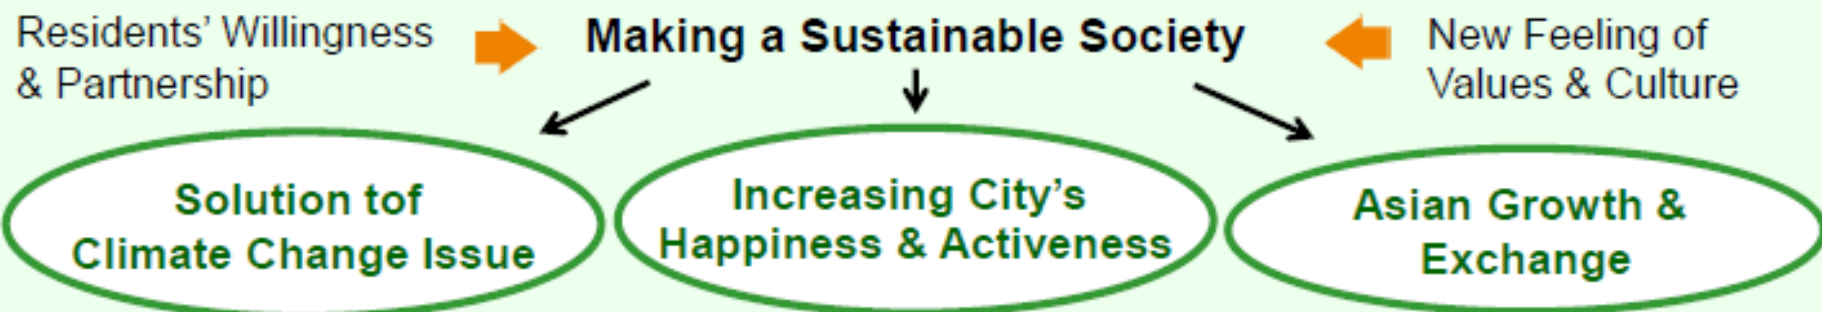 Residents' Willingness
& Partnership
Making a Sustainable Society
New Feeling of
Values & Culture
Solution tof
Climate Change Issue
Increasing City's
Happiness & Activeness
Asian Growth &
Exchange